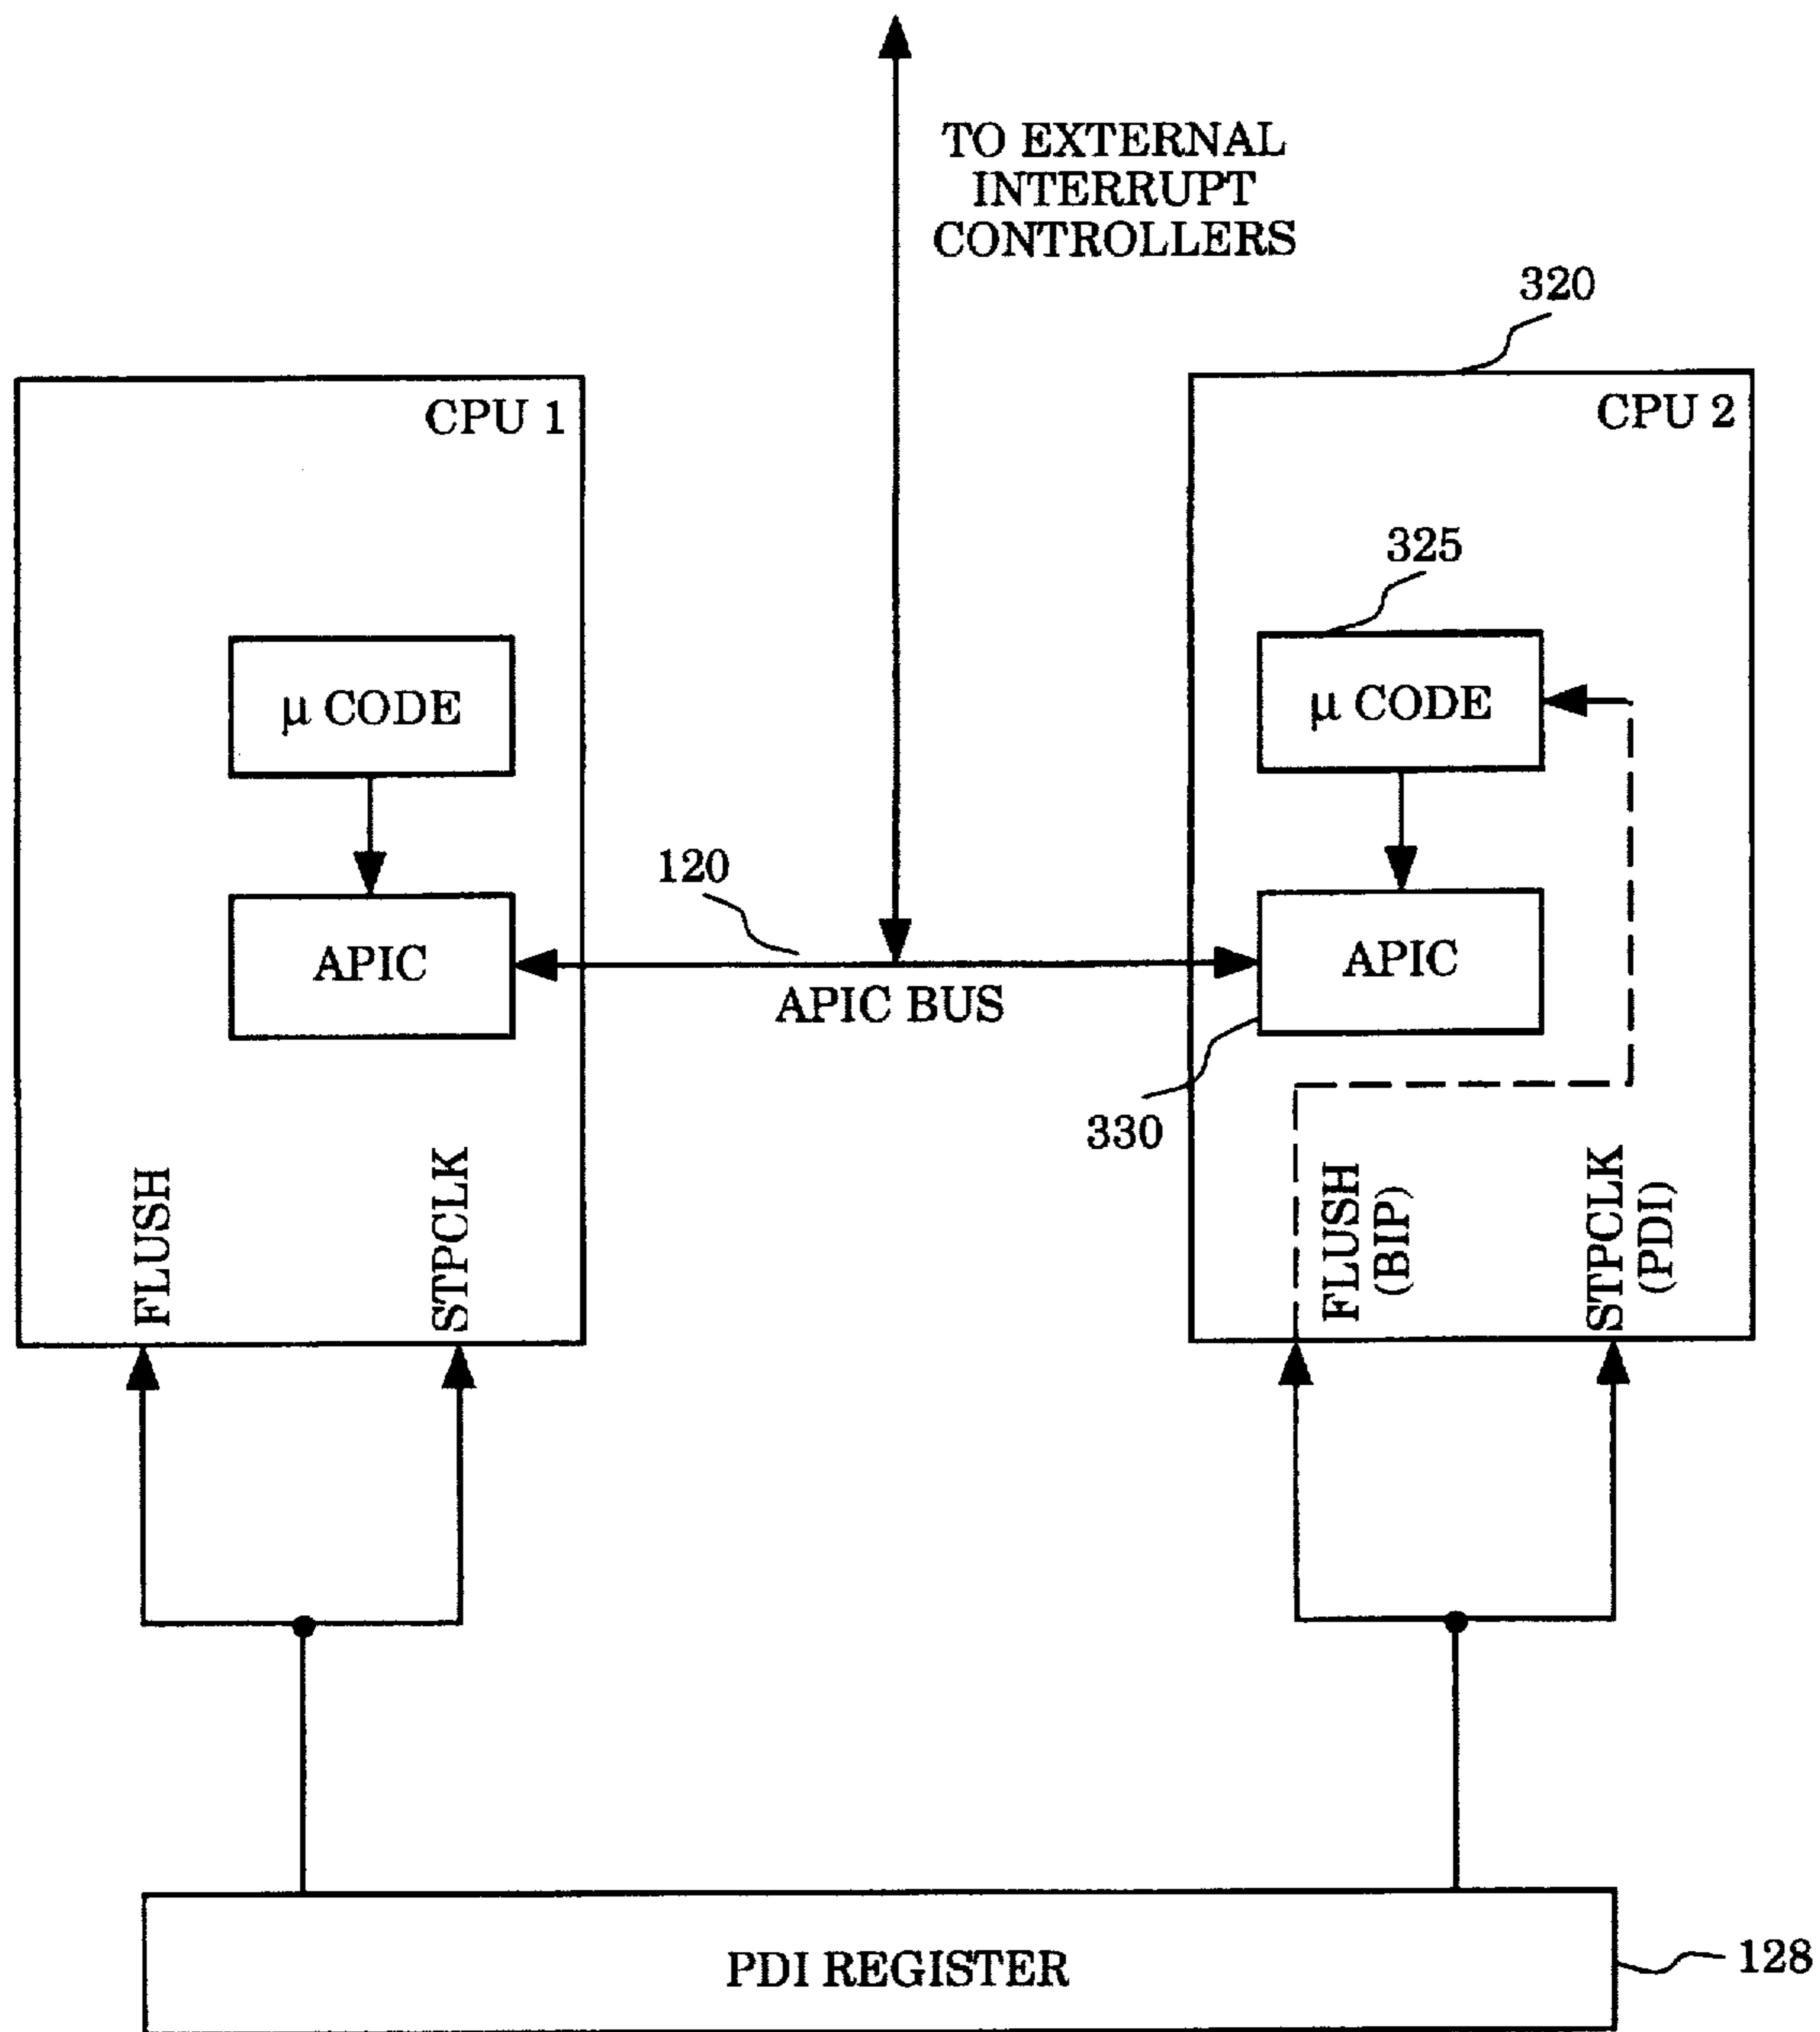 TO EXTERNAL
INTERRUPT
CONTROLLERS
320
CPU 1
CPU 2
325
μ CODE
μ CODE
120
APIC
APIC
APIC BUS
330
FLUSH
STPCLK
FLUSH
(BIP)
STPCLK
(PDI)
PDI REGISTER
128